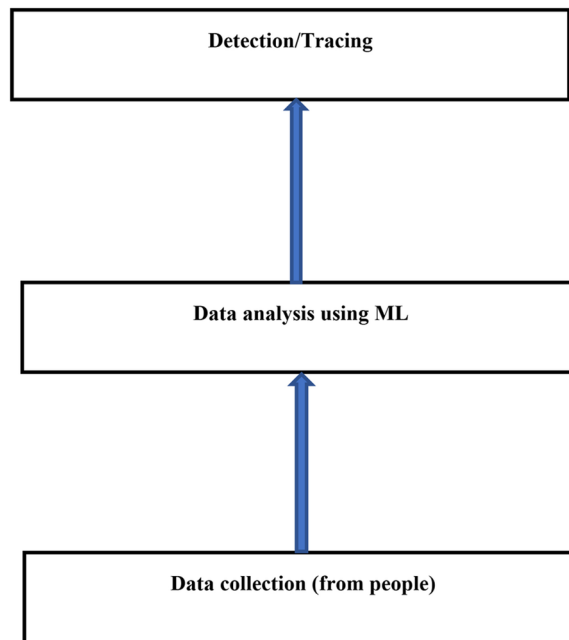 Detection/Tracing
Data analysis using ML
Data collection (from people)